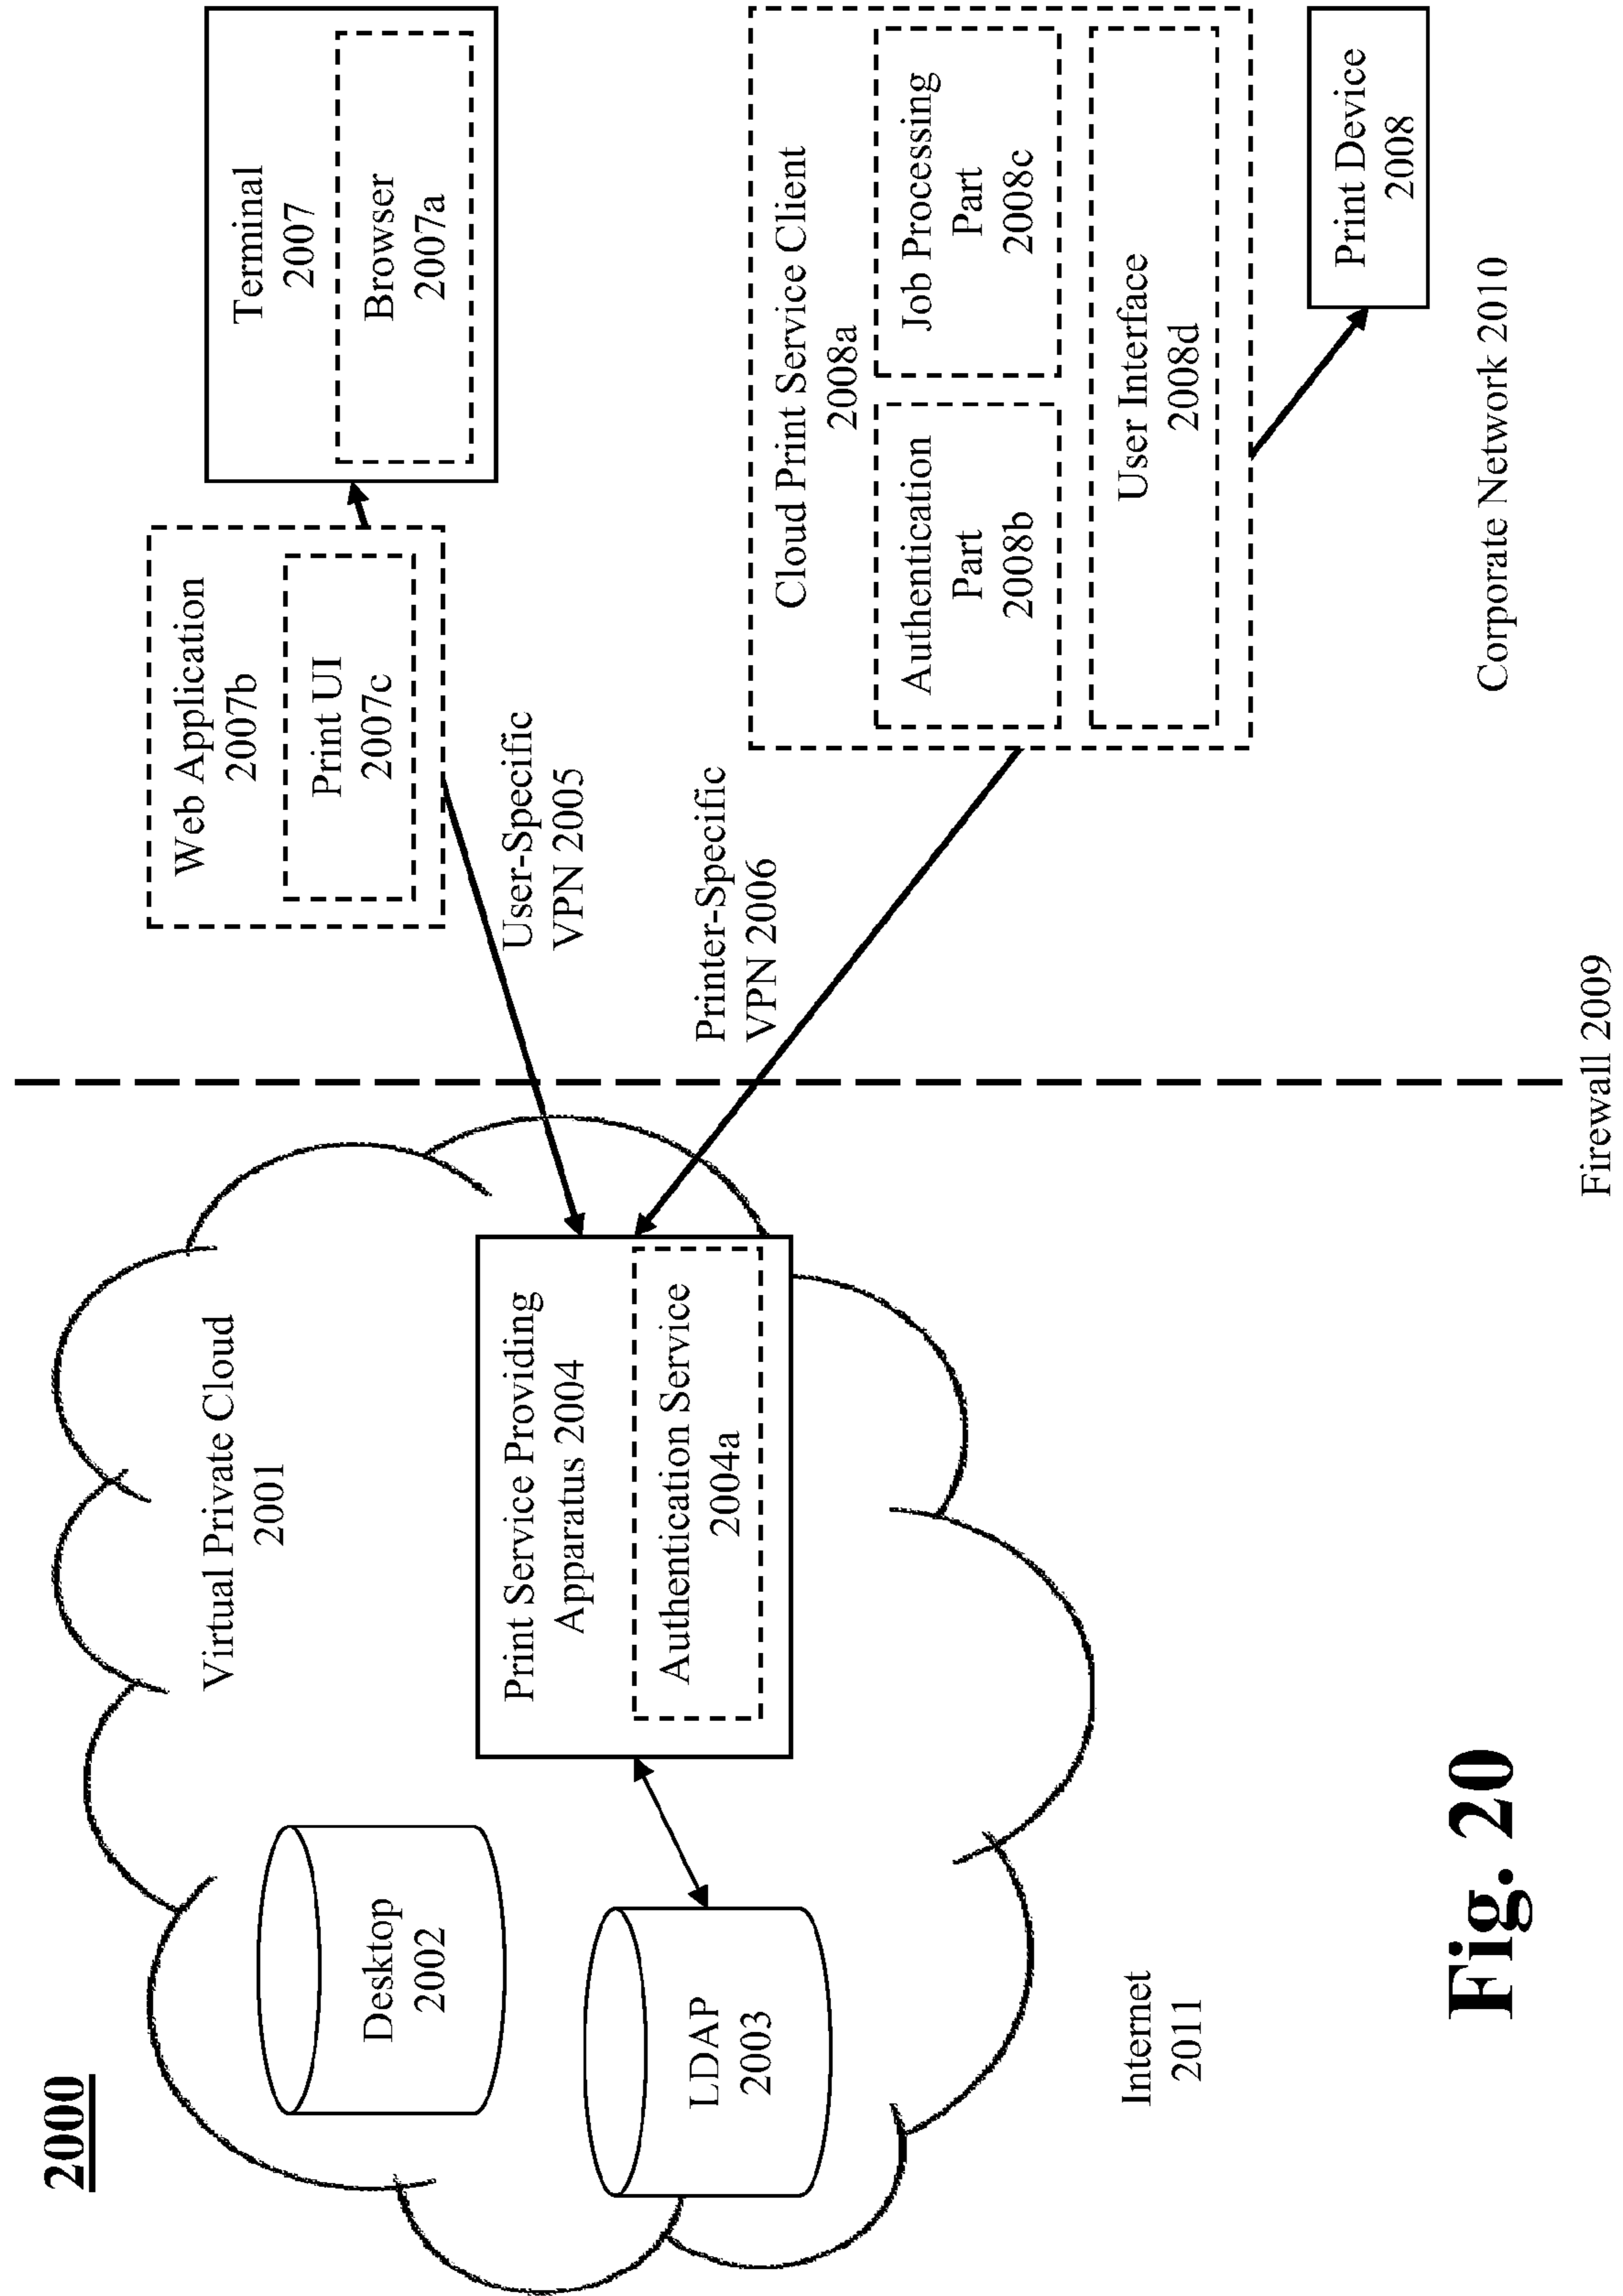 2000
Virtual Private Cloud
2001
Desktop
2002
LDAP
2003
Print Service Providing
Apparatus 2004
Authentication Service
2004a
Internet
2011
Web Application
2007b
Print UI
2007c
Terminal
2007
Browser
2007a
User-Specific
VPN 2005
Printer-Specific
VPN 2006
Cloud Print Service Client
2008a
Authentication
Part
2008b
Job Processing
Part
2008c
User Interface
2008d
Print Device
2008
Corporate Network 2010
Firewall 2009
Fig. 20